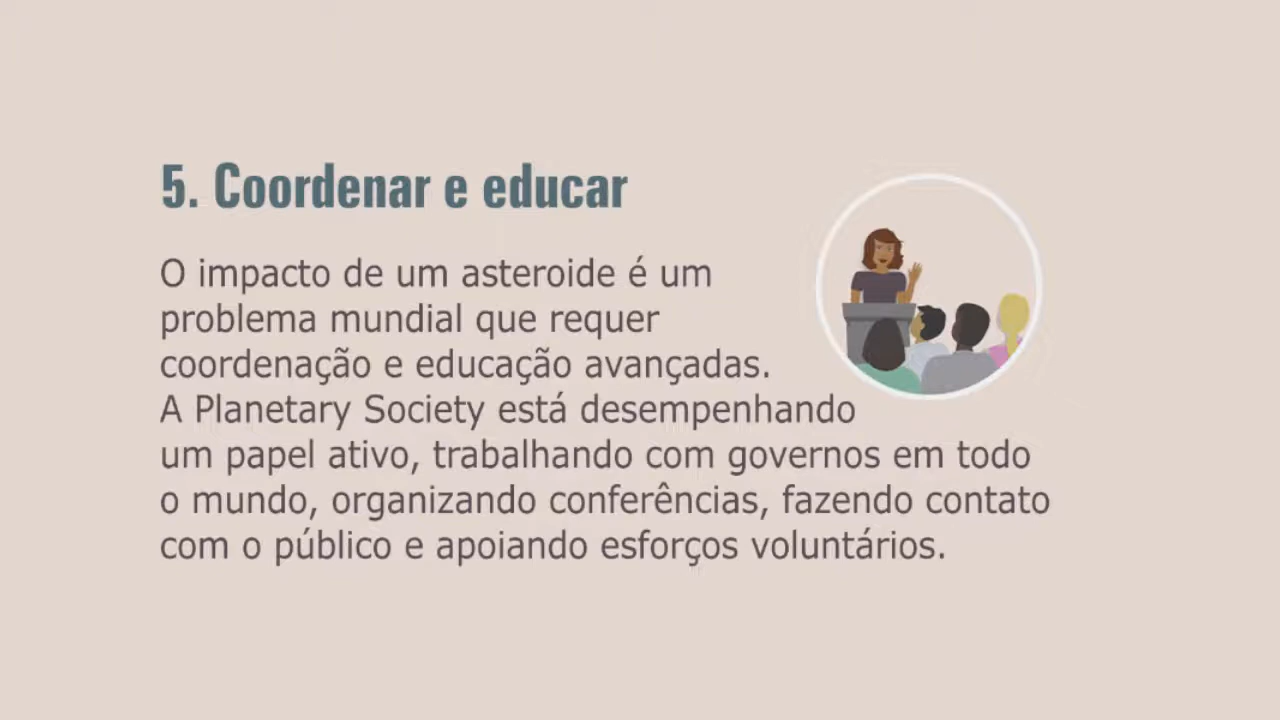 5. Coordenar e educar
O impacto de um asteroide é um
problema mundial que requer
coordenação e educação avançadas.
A Planetary Society está desempenhando
um papel ativo, trabalhando com governos em todo
o mundo, organizando conferências, fazendo contato
com o público e apoiando esforços voluntários.